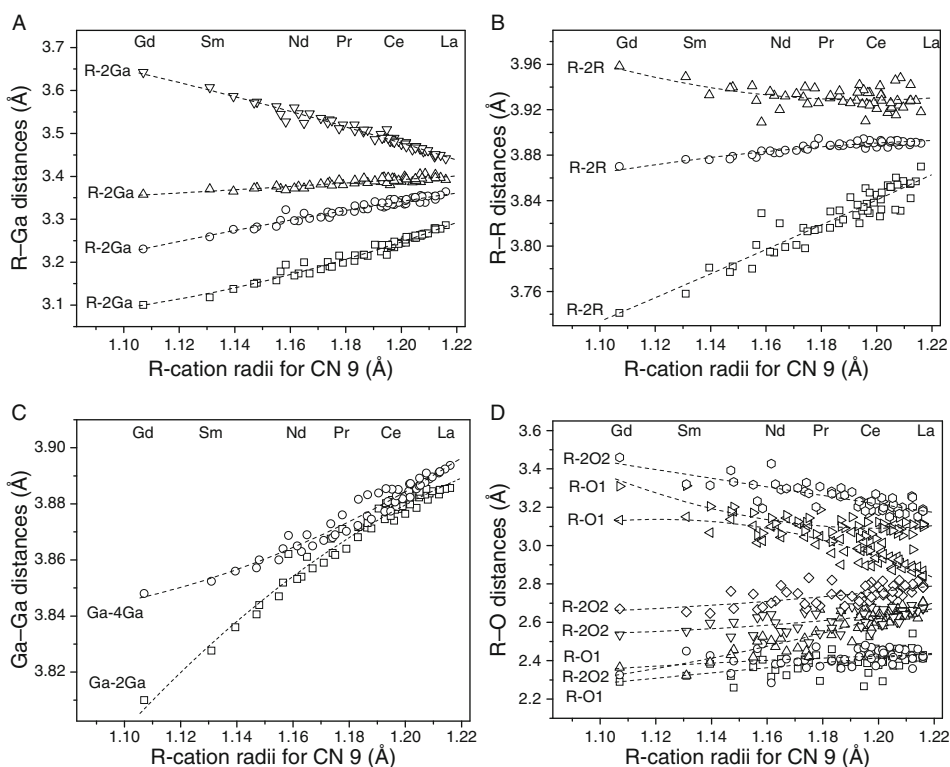 A
Gd Sm Nd Pr Ce La
3.7
3.6
3.5
3.4
3.3
3.2
3.1
R-2Ga
R-2Ga
R-2Ga
R-2Ga
R–Ga distances (Å)
1.10 1.12 1.14 1.16 1.18 1.20 1.22
R-cation radii for CN 9 (Å)
B
Gd Sm Nd Pr Ce La
3.96
3.92
3.88
3.84
3.80
3.76
R-2R
R-2R
R-2R
R–R distances (Å)
1.10 1.12 1.14 1.16 1.18 1.20 1.22
R-cation radii for CN 9 (Å)
C
Gd Sm Nd Pr Ce La
3.90
3.88
3.86
3.84
3.82
Ga-4Ga
Ga-2Ga
Ga–Ga distances (Å)
1.10 1.12 1.14 1.16 1.18 1.20 1.22
R-cation radii for CN 9 (Å)
D
Gd Sm Nd Pr Ce La
3.6
3.4
3.2
3.0
2.8
2.6
2.4
2.2
R-2O2
R-O1
R-O1
R-2O2
R-2O2
R-O1
R-2O2
R-O1
R–O distances (Å)
1.10 1.12 1.14 1.16 1.18 1.20 1.22
R-cation radii for CN 9 (Å)